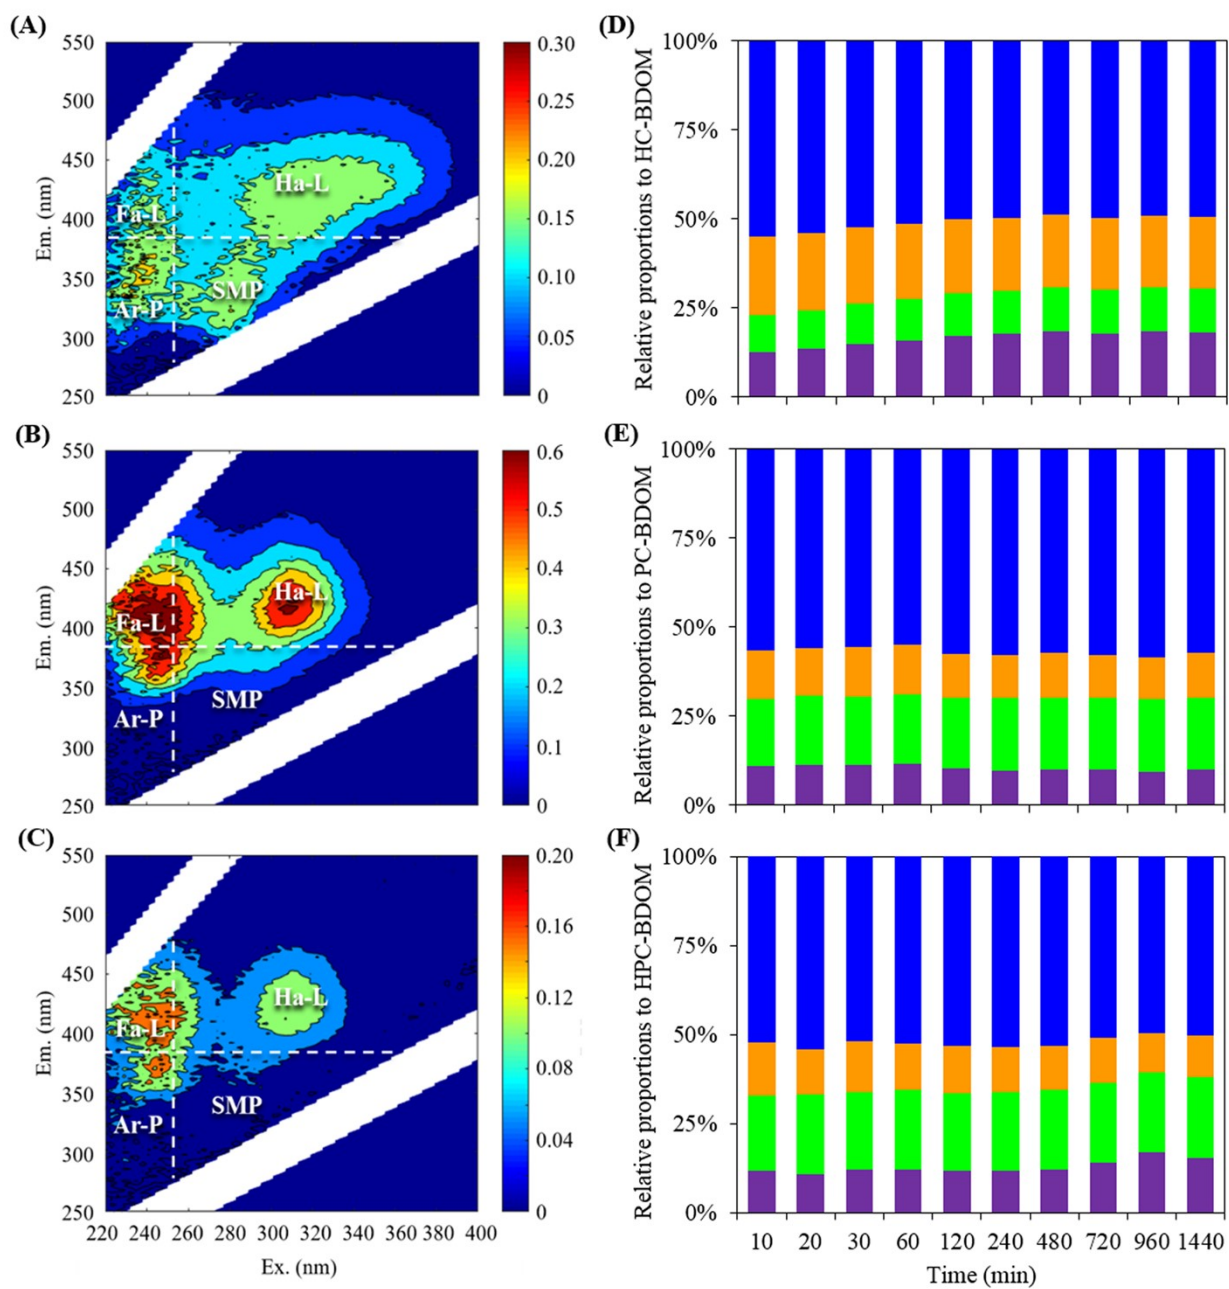 (A)
550
500
450
400
350
300
250
Em. (nm)
Ha-L
Fa-L
SMP
Ar-P
0.30
0.25
0.20
0.15
0.10
0.05
0
(D)
Relative proportions to HC-BDOM
100%
75%
50%
25%
0%
(B)
550
500
450
400
350
300
250
Em. (nm)
Ha-L
Fa-L
SMP
Ar-P
0.6
0.5
0.4
0.3
0.2
0.1
0
(E)
Relative proportions to PC-BDOM
100%
75%
50%
25%
0%
(C)
550
500
450
400
350
300
250
Em. (nm)
Ha-L
Fa-L
SMP
Ar-P
0.20
0.16
0.12
0.08
0.04
0
220 240 260 280 300 320 340 360 380 400
Ex. (nm)
(F)
Relative proportions to HPC-BDOM
100%
75%
50%
25%
0%
10 20 30 60 120 240 480 720 960 1440
Time (min)